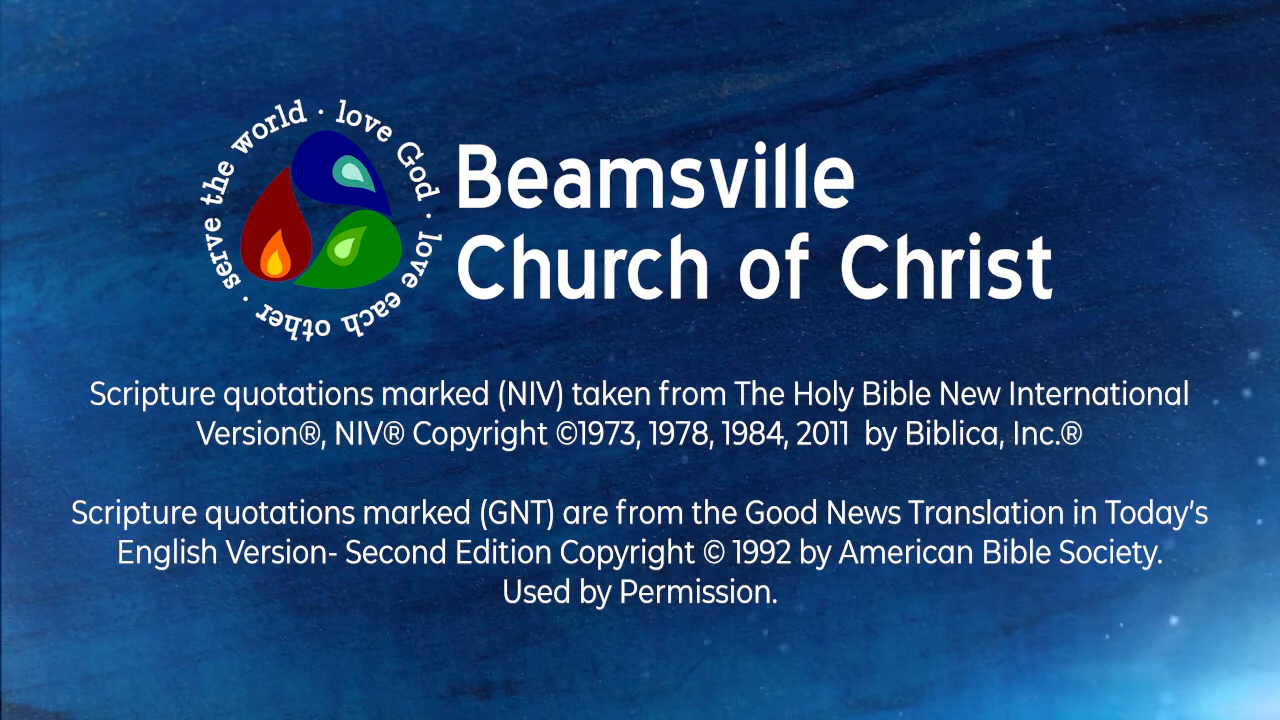 serve the world · love God · love each other ·
Beamsville
Church of Christ
Scripture quotations marked (NIV) taken from The Holy Bible New International
Version®, NIV® Copyright ©1973, 1978, 1984, 2011  by Biblica, Inc.®
Scripture quotations marked (GNT) are from the Good News Translation in Today’s
English Version- Second Edition Copyright © 1992 by American Bible Society.
Used by Permission.